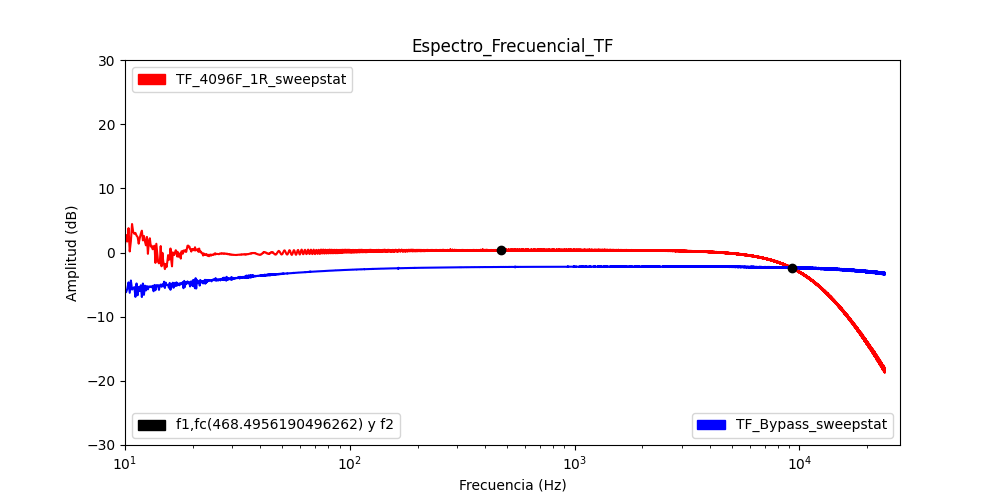 Espectro_Frecuencial_TF
30
20
10
0
−10
−20
−30
Amplitud (dB)
TF_4096F_1R_sweepstat
f1,fc(468.4956190496262) y f2
TF_Bypass_sweepstat
10¹
10²
10³
10⁴
Frecuencia (Hz)